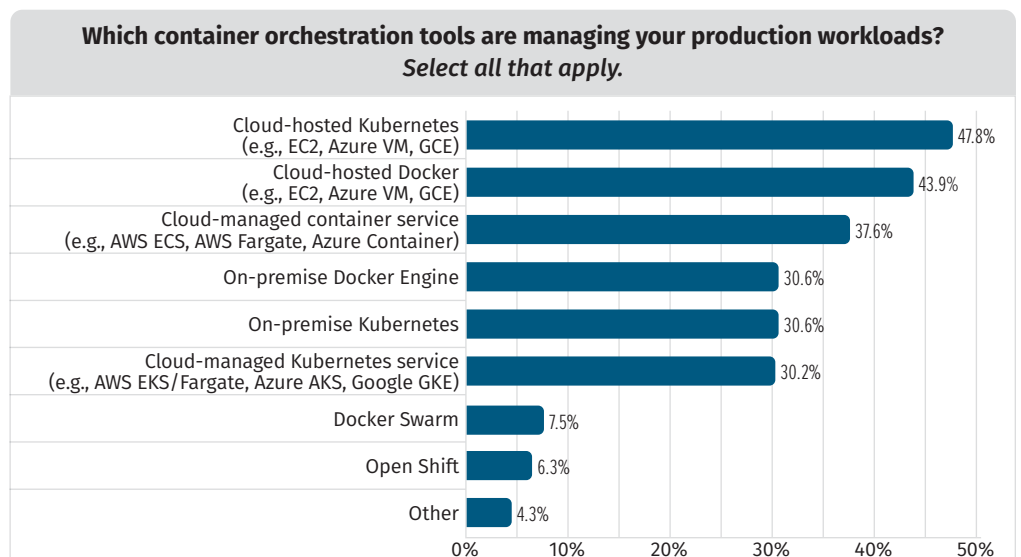 Which container orchestration tools are managing your production workloads?
Select all that apply.
Cloud-hosted Kubernetes
(e.g., EC2, Azure VM, GCE)
47.8%
Cloud-hosted Docker
(e.g., EC2, Azure VM, GCE)
43.9%
Cloud-managed container service
(e.g., AWS ECS, AWS Fargate, Azure Container)
37.6%
On-premise Docker Engine
30.6%
On-premise Kubernetes
30.6%
Cloud-managed Kubernetes service
(e.g., AWS EKS/Fargate, Azure AKS, Google GKE)
30.2%
Docker Swarm
7.5%
Open Shift
6.3%
Other
4.3%
0% 10% 20% 30% 40% 50%